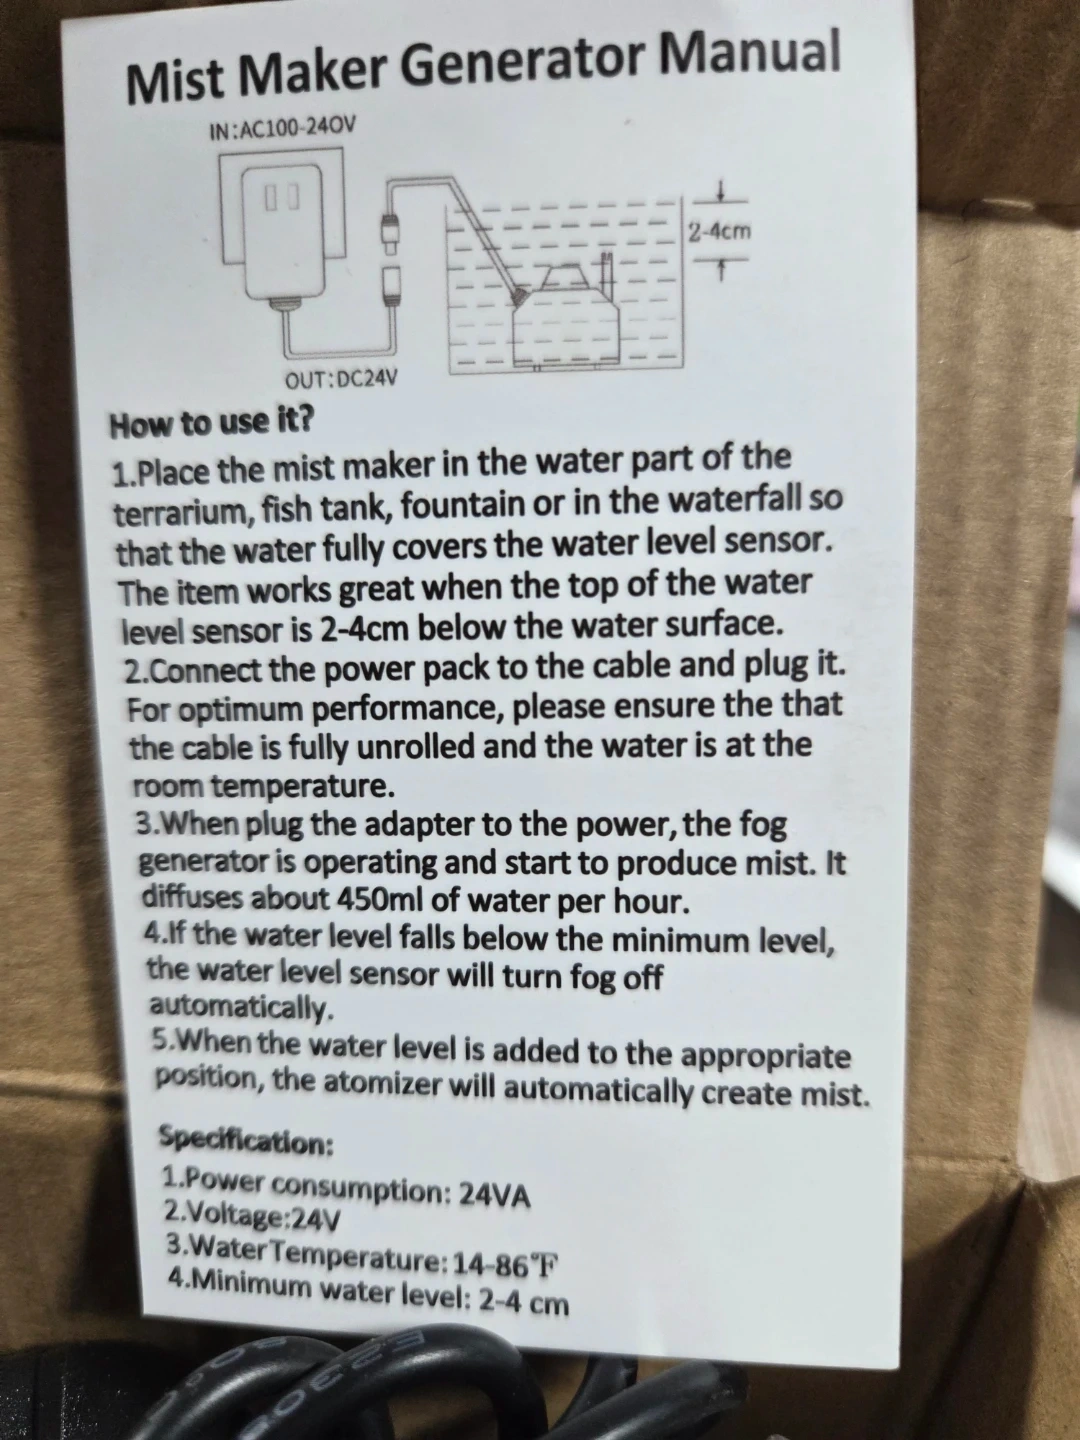 Mist Maker Generator Manual
IN:AC100-240V
2-4cm
OUT:DC24V
How to use it?
1.Place the mist maker in the water part of the
terrarium, fish tank, fountain or in the waterfall so
that the water fully covers the water level sensor.
The item works great when the top of the water
level sensor is 2-4cm below the water surface.
2.Connect the power pack to the cable and plug it.
For optimum performance, please ensure the that
the cable is fully unrolled and the water is at the
room temperature.
3.When plug the adapter to the power, the fog
generator is operating and start to produce mist. It
diffuses about 450ml of water per hour.
4.If the water level falls below the minimum level,
the water level sensor will turn fog off
automatically.
5.When the water level is added to the appropriate
position, the atomizer will automatically create mist.
Specification:
1.Power consumption: 24VA
2.Voltage:24V
3.Water Temperature: 14-86°F
4.Minimum water level: 2-4 cm